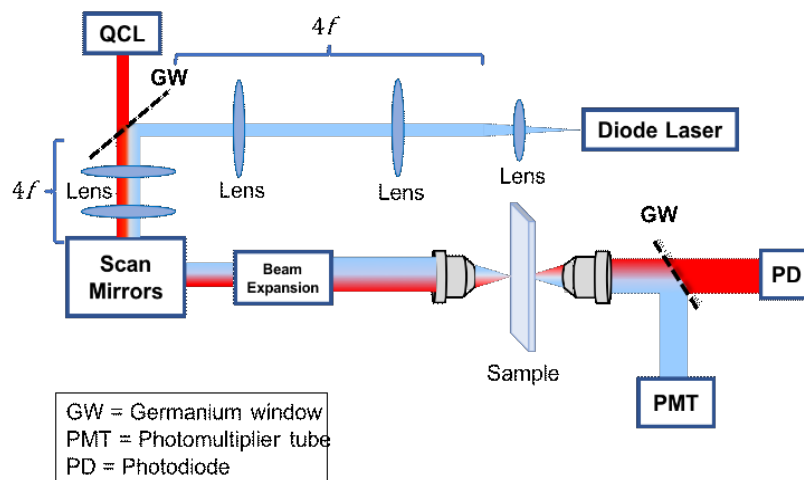 QCL
4f
GW
Diode Laser
4f
Lens
Lens
Lens
Lens
GW
Scan
Mirrors
Beam
Expansion
PD
Sample
PMT
GW = Germanium window
PMT = Photomultiplier tube
PD = Photodiode